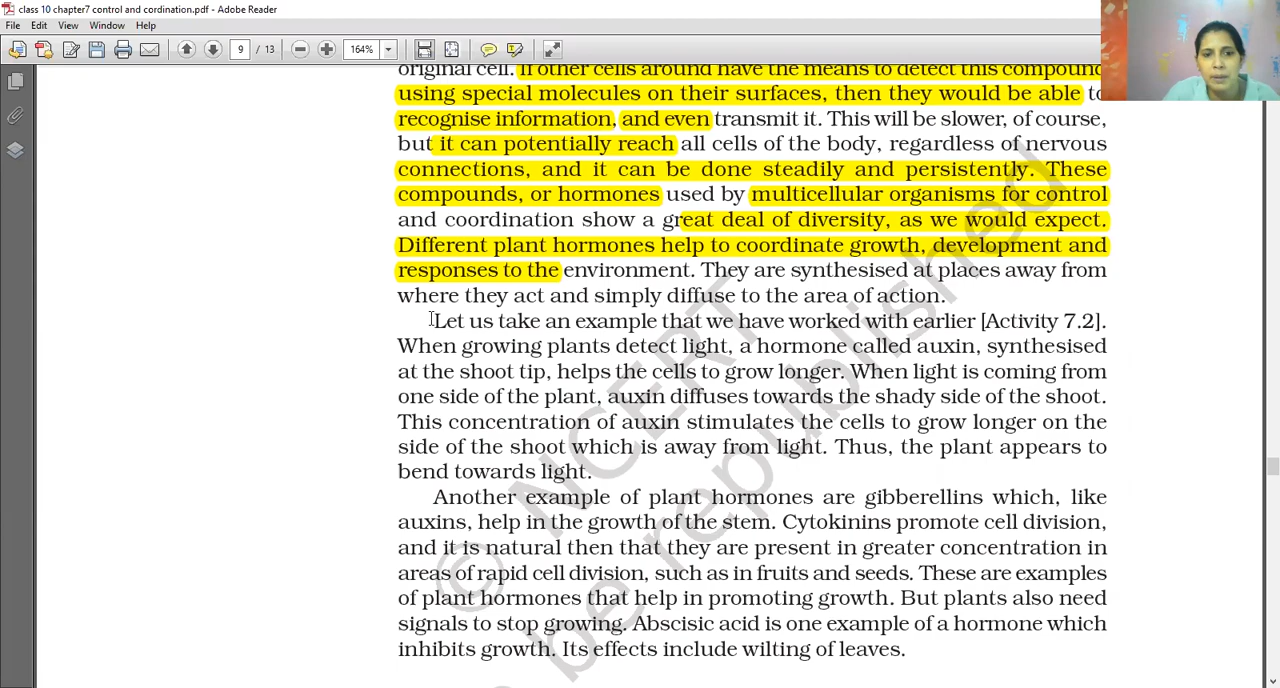 class 10 chapter7 control and cordination.pdf - Adobe Reader
File Edit View Window Help
9 / 13 164%
original cell. If other cells around have the means to detect this compound
using special molecules on their surfaces, then they would be able to
recognise information, and even transmit it. This will be slower, of course,
but it can potentially reach all cells of the body, regardless of nervous
connections, and it can be done steadily and persistently. These
compounds, or hormones used by multicellular organisms for control
and coordination show a great deal of diversity, as we would expect.
Different plant hormones help to coordinate growth, development and
responses to the environment. They are synthesised at places away from
where they act and simply diffuse to the area of action.
Let us take an example that we have worked with earlier [Activity 7.2].
When growing plants detect light, a hormone called auxin, synthesised
at the shoot tip, helps the cells to grow longer. When light is coming from
one side of the plant, auxin diffuses towards the shady side of the shoot.
This concentration of auxin stimulates the cells to grow longer on the
side of the shoot which is away from light. Thus, the plant appears to
bend towards light.
Another example of plant hormones are gibberellins which, like
auxins, help in the growth of the stem. Cytokinins promote cell division,
and it is natural then that they are present in greater concentration in
areas of rapid cell division, such as in fruits and seeds. These are examples
of plant hormones that help in promoting growth. But plants also need
signals to stop growing. Abscisic acid is one example of a hormone which
inhibits growth. Its effects include wilting of leaves.
© NCERT
be republished